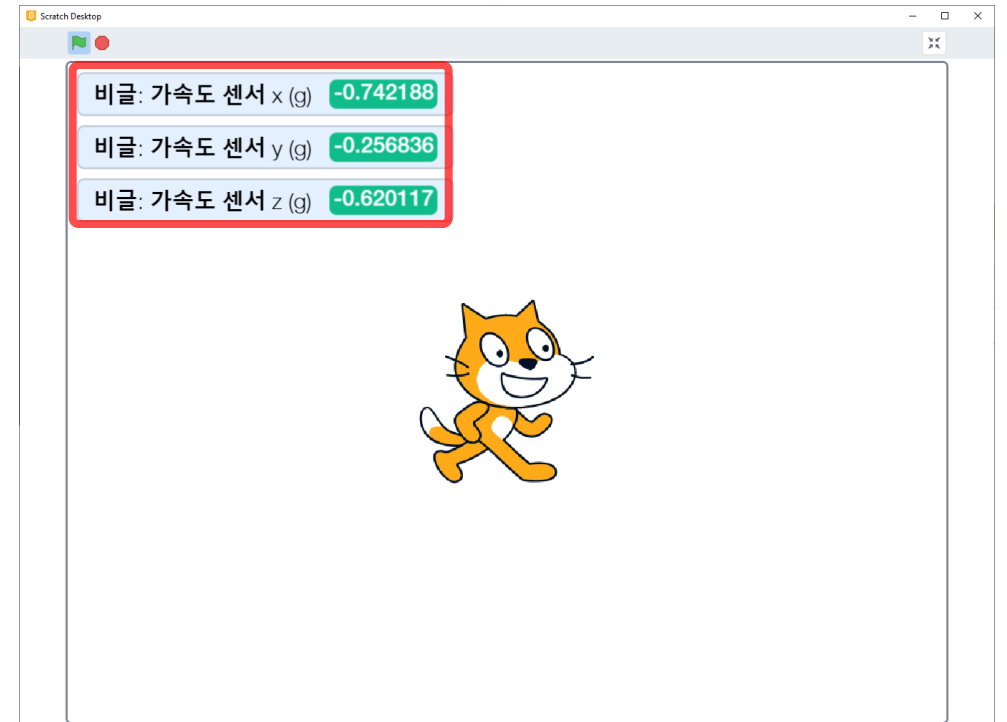 Scratch Desktop
비글: 가속도 센서 x (g) -0.742188
비글: 가속도 센서 y (g) -0.256836
비글: 가속도 센서 z (g) -0.620117